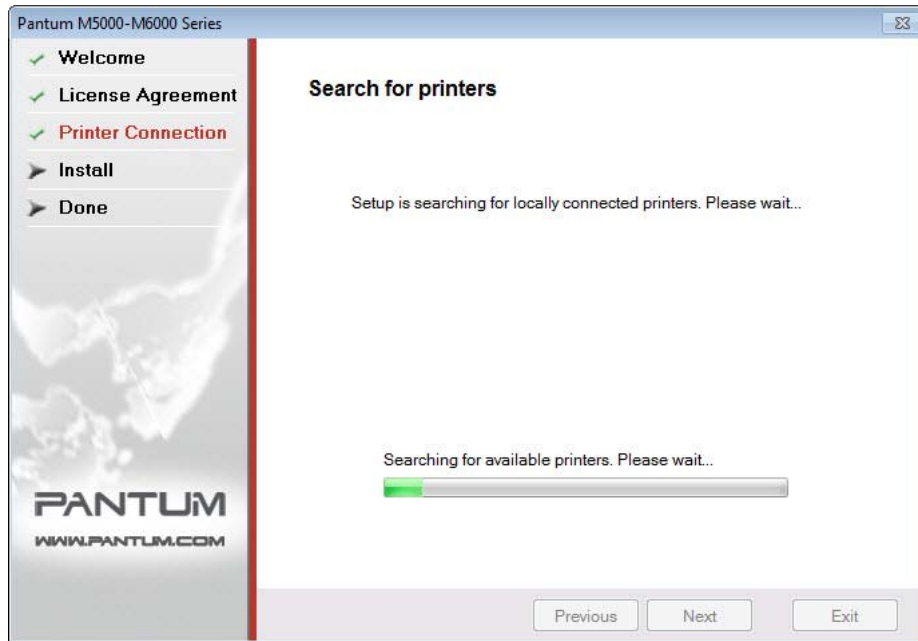 Pantum M5000-M6000 Series
Welcome
License Agreement
Printer Connection
Install
Done
PANTUM
WWW.PANTUM.COM
Search for printers
Setup is searching for locally connected printers. Please wait...
Searching for available printers. Please wait...
Previous
Next
Exit